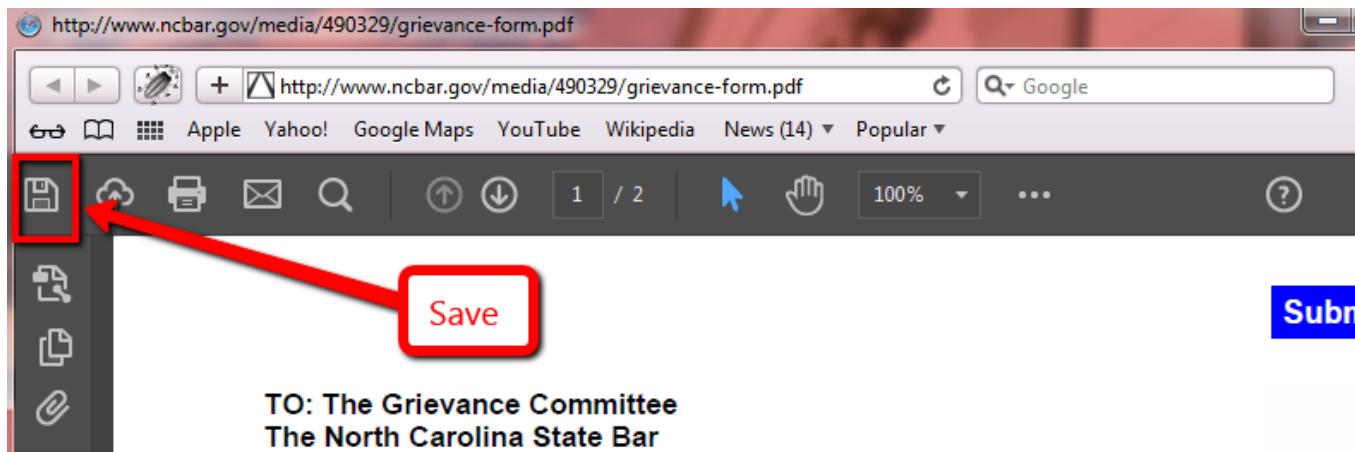 http://www.ncbar.gov/media/490329/grievance-form.pdf
http://www.ncbar.gov/media/490329/grievance-form.pdf Google
Apple Yahoo! Google Maps YouTube Wikipedia News (14) Popular
1 / 2 100%
Save
Subm
TO: The Grievance Committee
The North Carolina State Bar